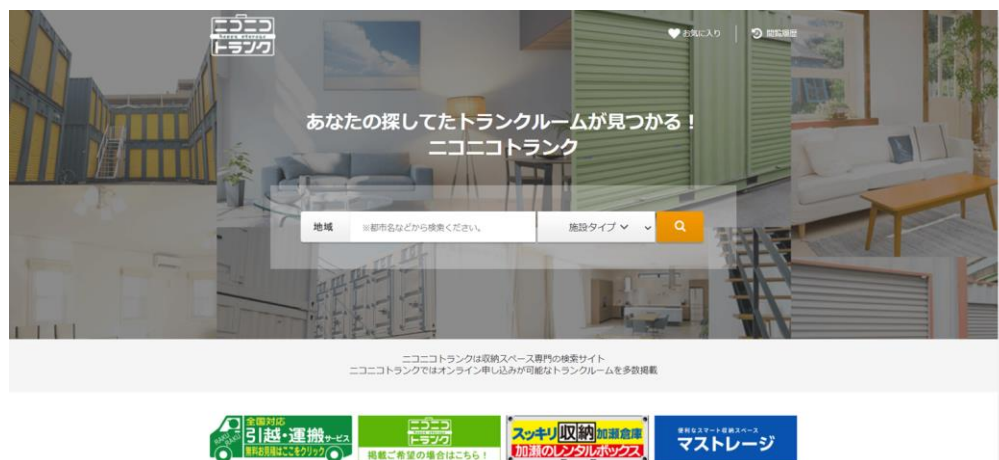 ニコニコ
トランク
お気に入り
閲覧履歴
あなたの探してたトランクルームが見つかる！
ニコニコトランク
地域
※都市名などから検索ください。
施設タイプ
ニコニコトランクは収納スペース専門の検索サイト
ニコニコトランクではオンライン申し込みが可能なトランクルームを多数掲載
全国対応
引越・運搬サービス
無料お見積はここをクリック
RAKU RAKU
ニコニコ
トランク
掲載ご希望の場合はこちら！
スッキリ収納加瀬倉庫
加瀬のレンタルボックス
便利なスマート収納スペース
マストレージ